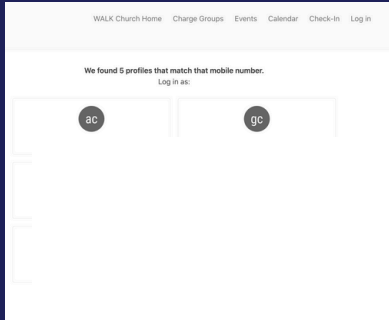 WALK Church Home Charge Groups Events Calendar Check-In Log in
We found 5 profiles that match that mobile number.
Log in as:
ac gc